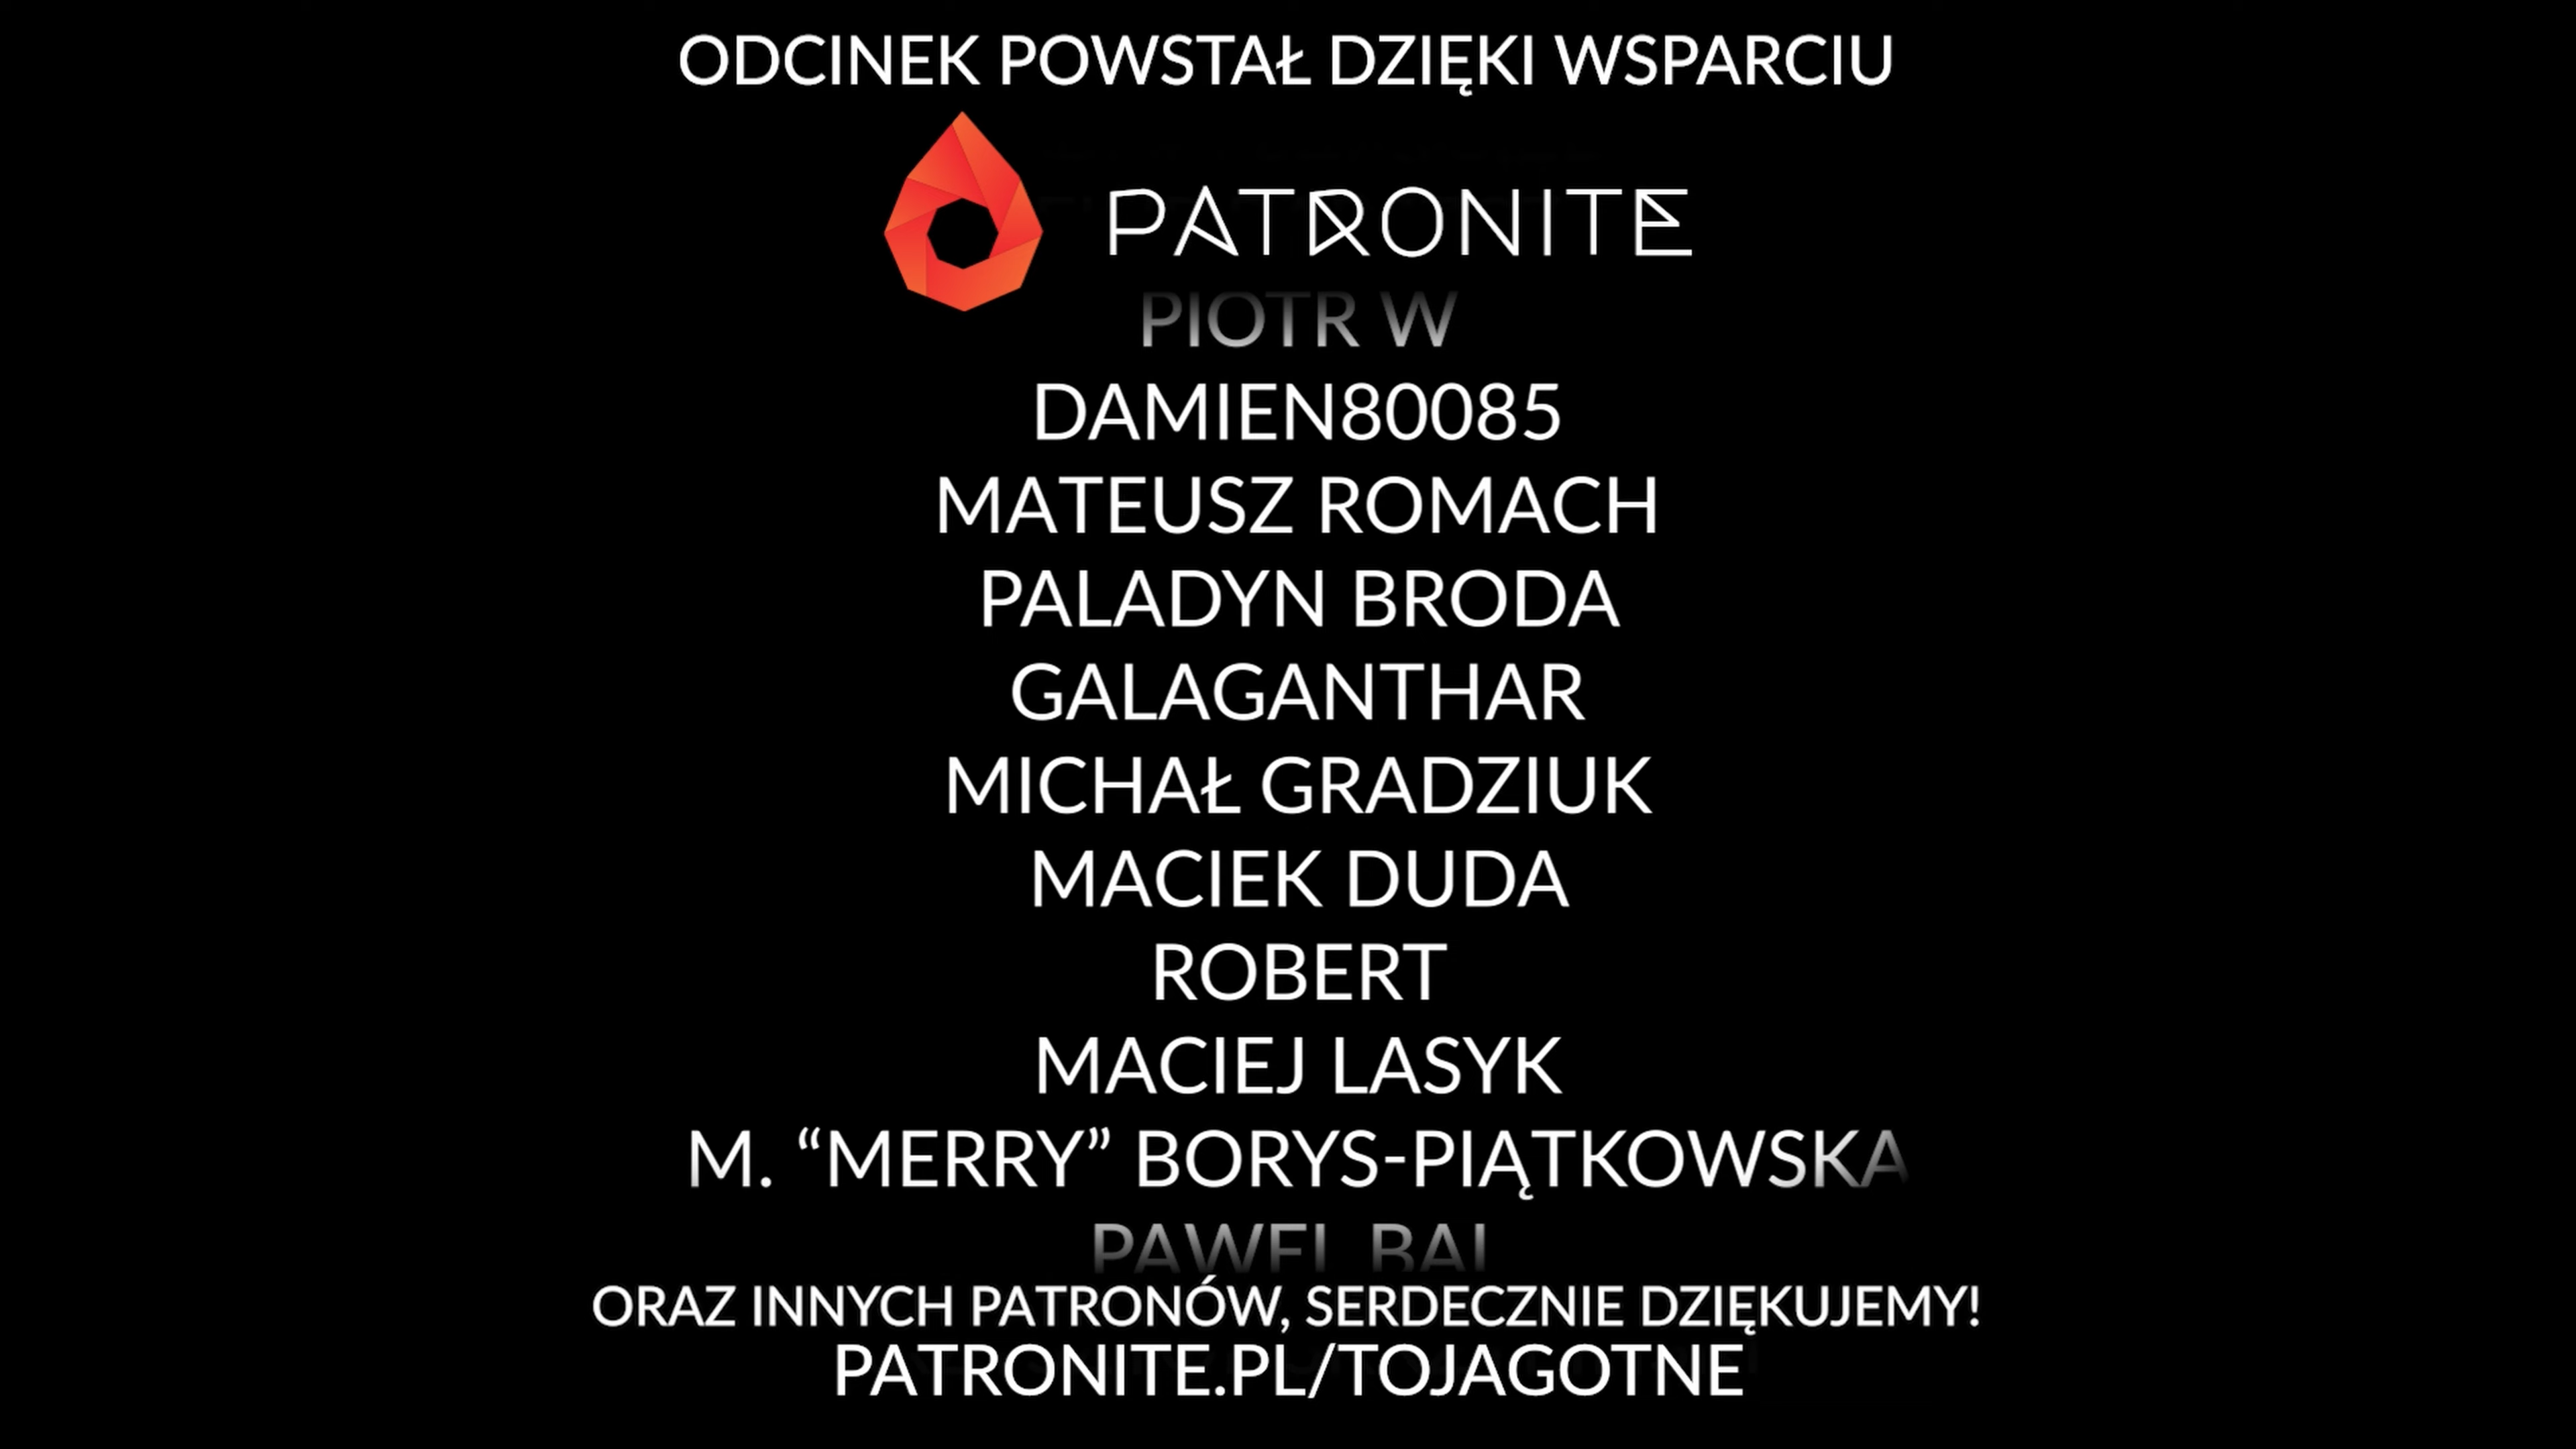 ODCINEK POWSTAŁ DZIĘKI WSPARCIU
PATRONITE
PIOTR W
DAMIEN80085
MATEUSZ ROMACH
PALADYN BRODA
GALAGANTHAR
MICHAŁ GRADZIUK
MACIEK DUDA
ROBERT
MACIEJ LASYK
M. “MERRY” BORYS-PIĄTKOWSKA
ORAZ INNYCH PATRONÓW, SERDECZNIE DZIĘKUJEMY!
PATRONITE.PL/TOJAGOTNE